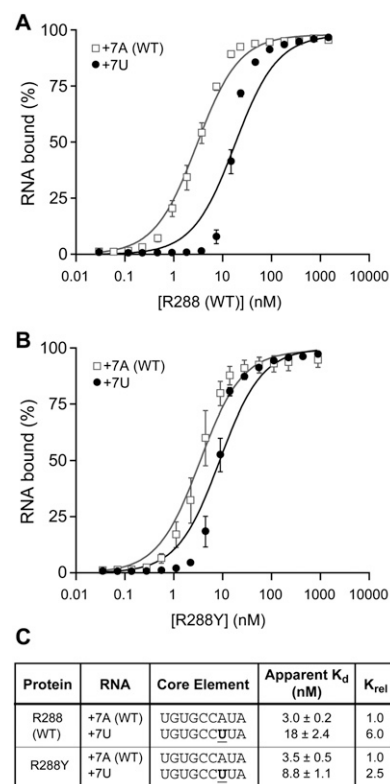 A
+7A (WT)
+7U
RNA bound (%)
100
75
50
25
0
0.01 0.1 1 10 100 1000 10000
[R288 (WT)] (nM)
B
+7A (WT)
+7U
RNA bound (%)
100
75
50
25
0
0.01 0.1 1 10 100 1000 10000
[R288Y] (nM)
C
Protein RNA Core Element Apparent Kd (nM) Krel
R288 (WT) +7A (WT) UGUGCCAUA 3.0 ± 0.2 1.0
+7U UGUGCCUUA 18 ± 2.4 6.0
R288Y +7A (WT) UGUGCCAUA 3.5 ± 0.5 1.0
+7U UGUGCCUUA 8.8 ± 1.1 2.5